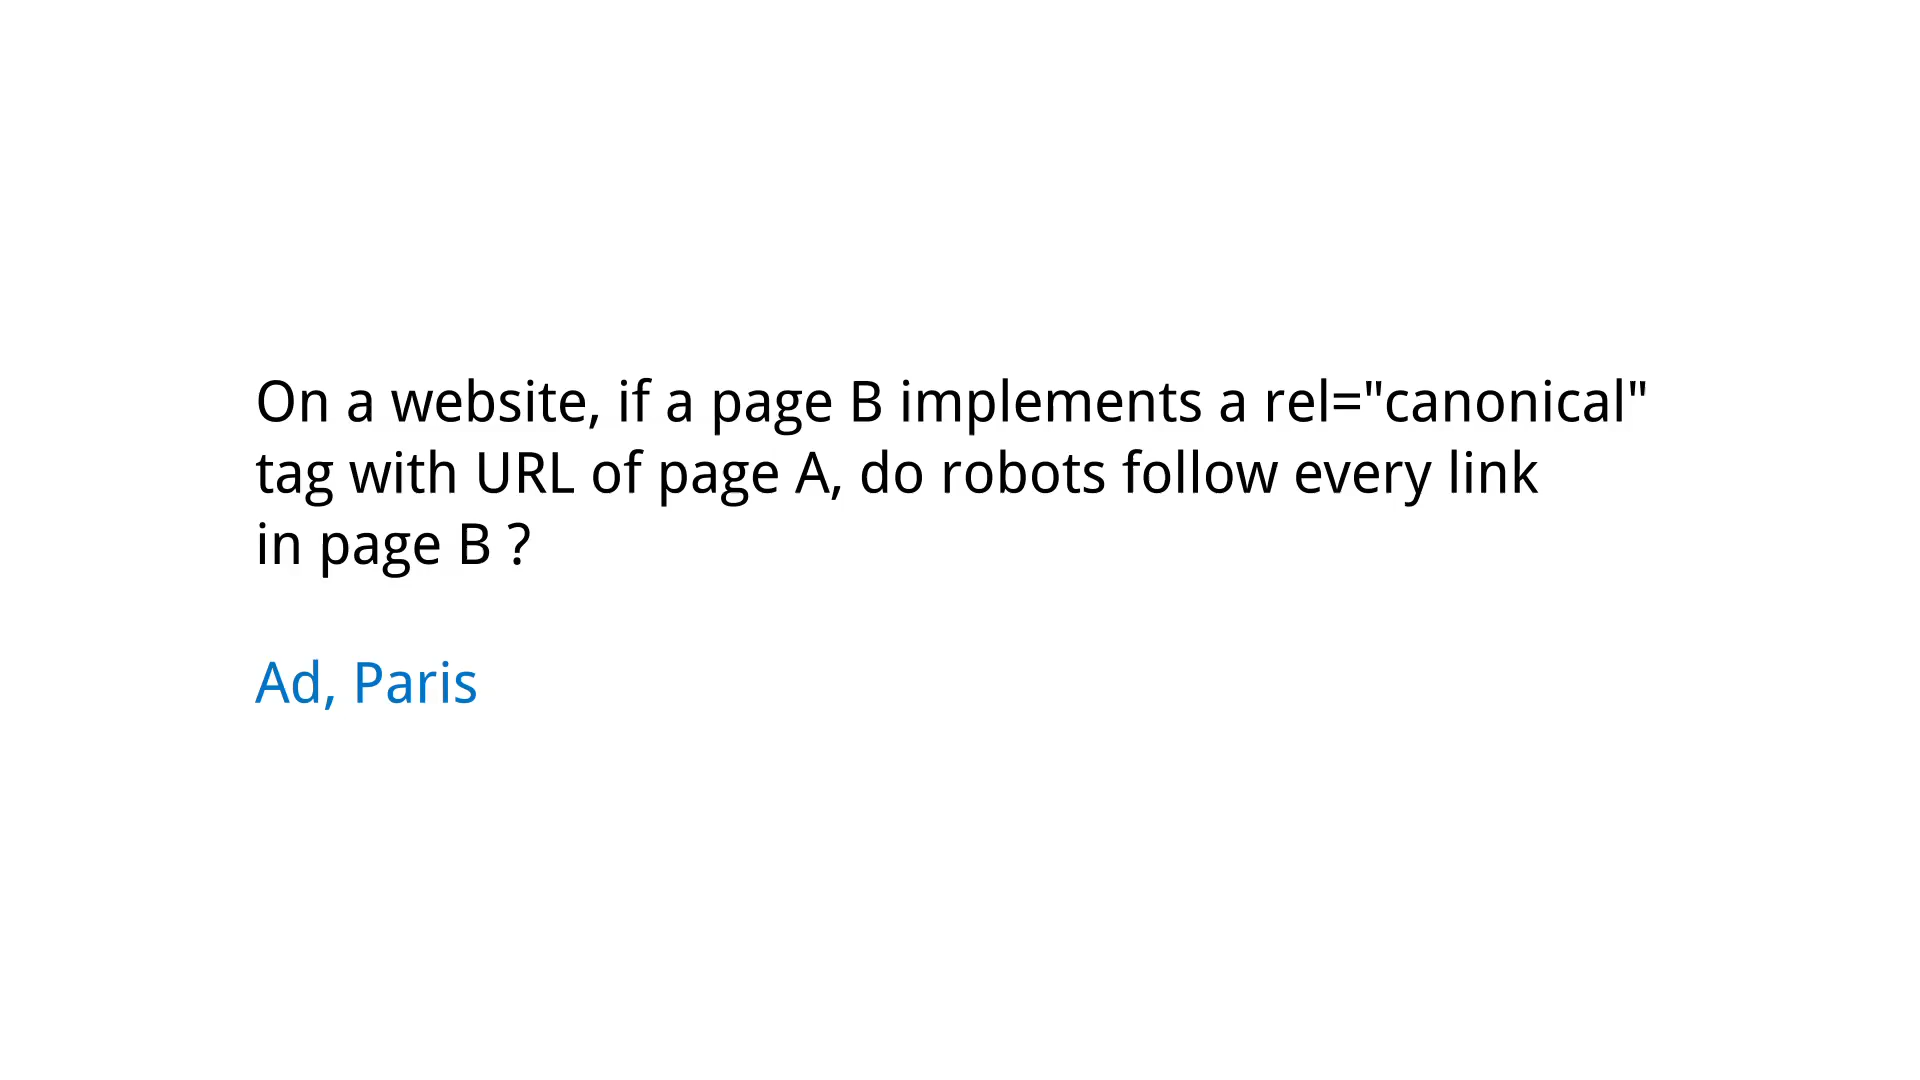 On a website, if a page B implements a rel="canonical"
tag with URL of page A, do robots follow every link
in page B ?
Ad, Paris